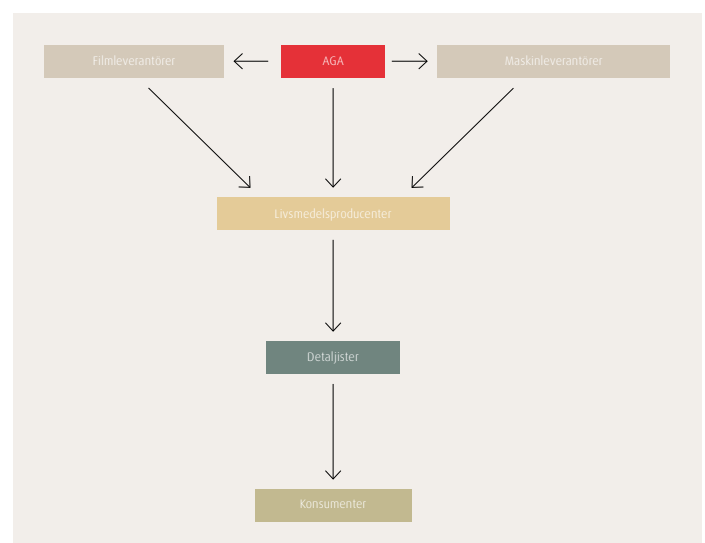 Filmleverantörer
AGA
Maskinleverantörer
Livsmedelsproducenter
Detaljister
Konsumenter